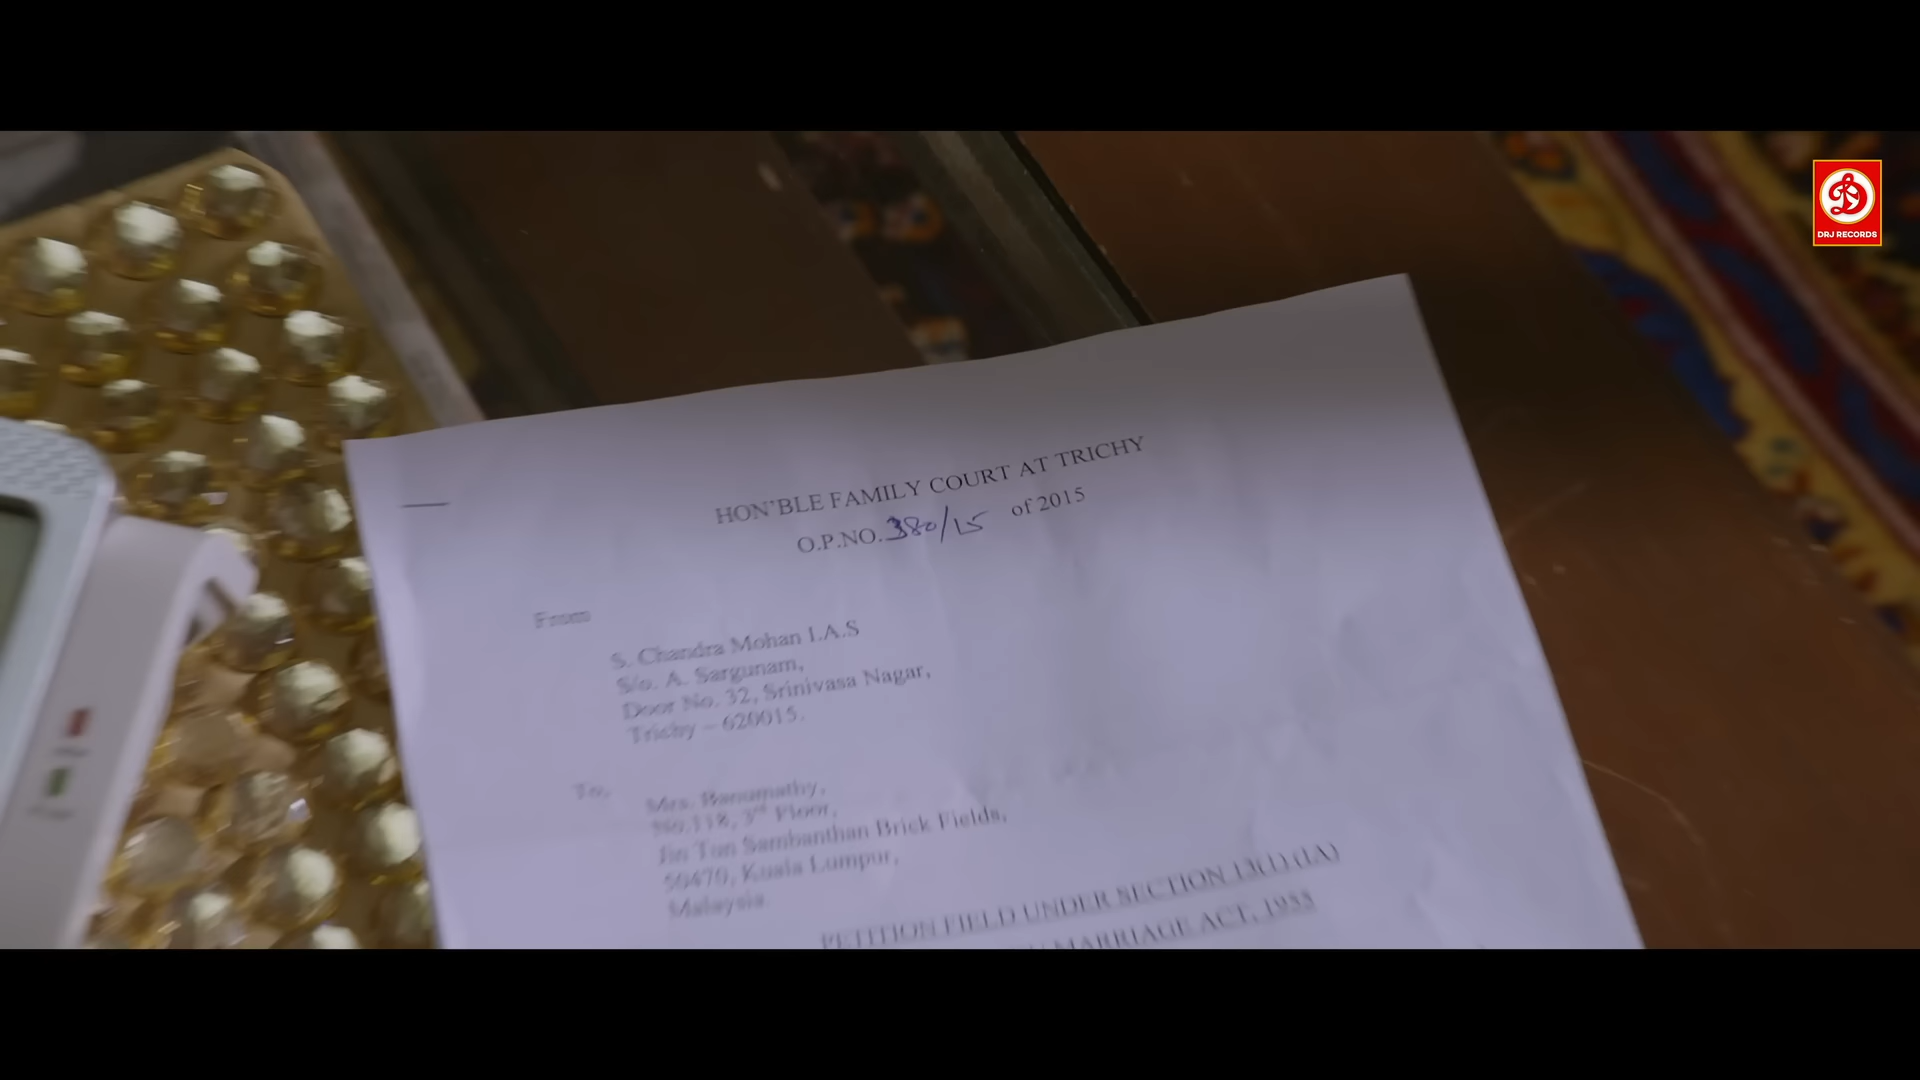 DRJ RECORDS
HON'BLE FAMILY COURT AT TRICHY
O.P.NO. 380/15 of 2015
From
S. Chandra Mohan I.A.S
S/o. A. Sargunam,
Door No. 32, Srinivasa Nagar,
Trichy – 620015.
To,
Mrs. Banumathy,
No.118, 3rd Floor,
Jln Tun Sambanthan Brick Fields,
50470, Kuala Lumpur,
Malaysia.
PETITION FIELD UNDER SECTION 13(1) (IA)
MARRIAGE ACT, 1955